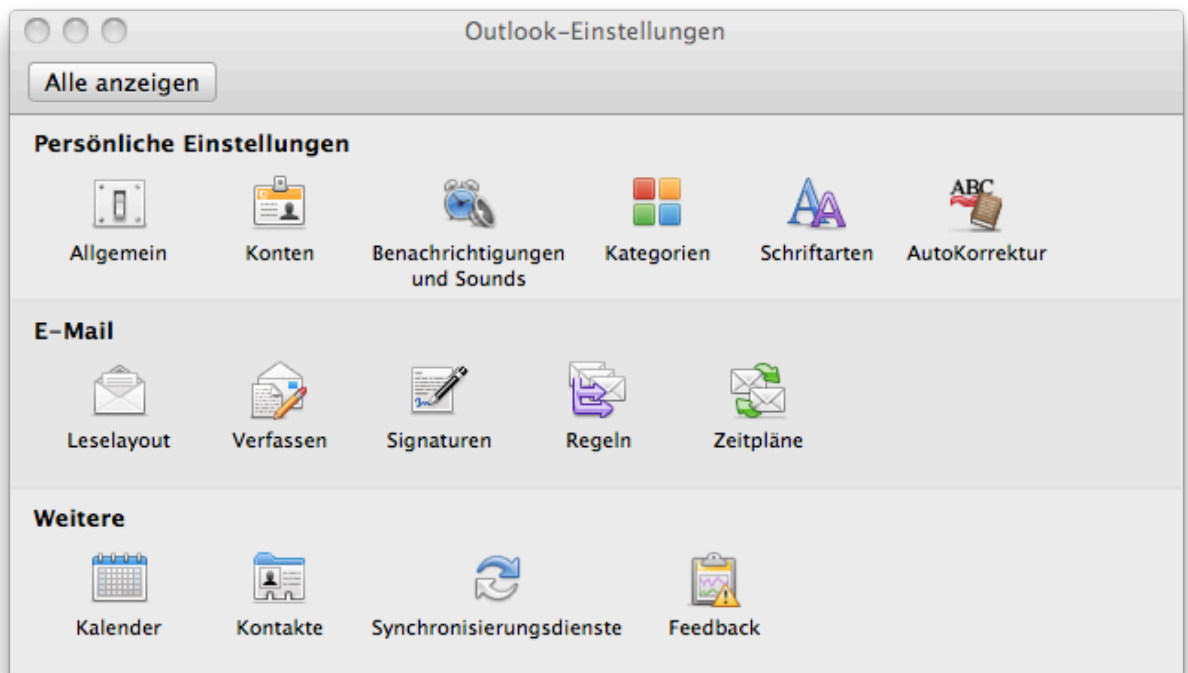 Outlook-Einstellungen
Alle anzeigen
Persönliche Einstellungen
ABC
Allgemein Konten Benachrichtigungen und Sounds Kategorien Schriftarten AutoKorrektur
E-Mail
Leselayout Verfassen Signaturen Regeln Zeitpläne
Weitere
Kalender Kontakte Synchronisierungsdienste Feedback